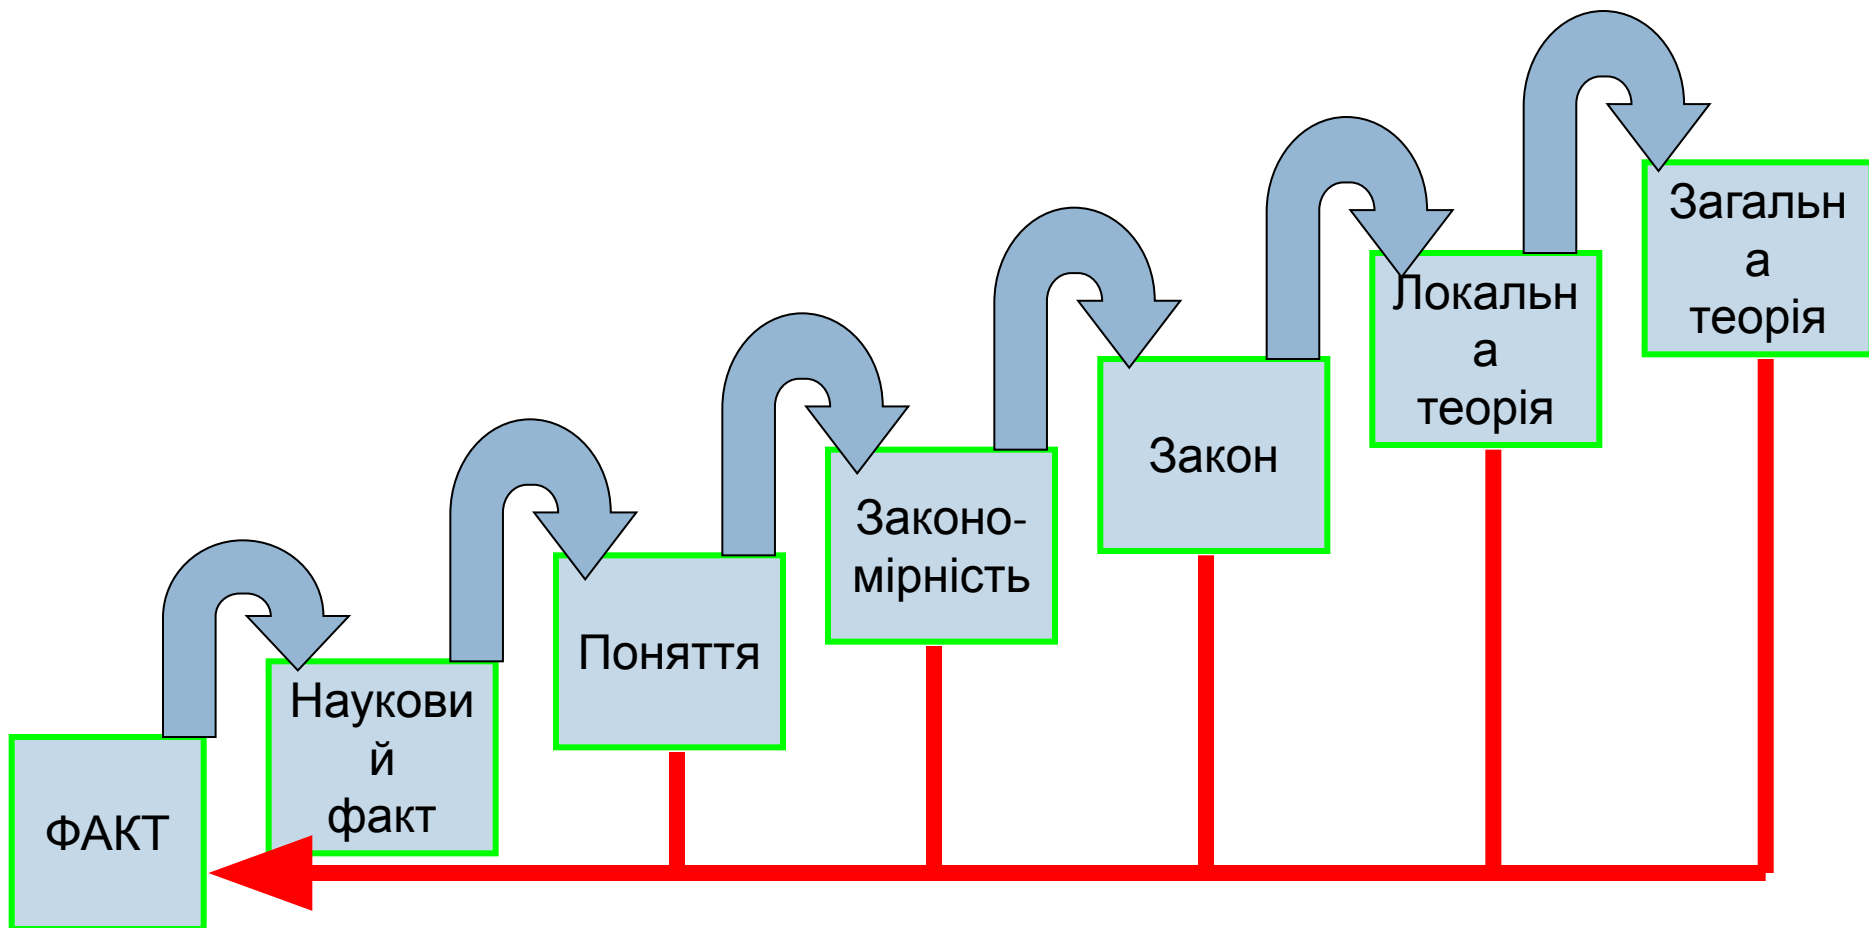 ФАКТ
Наукови
й
факт
Поняття
Законо-
мірність
Закон
Локальн
а
теорія
Загальн
а
теорія